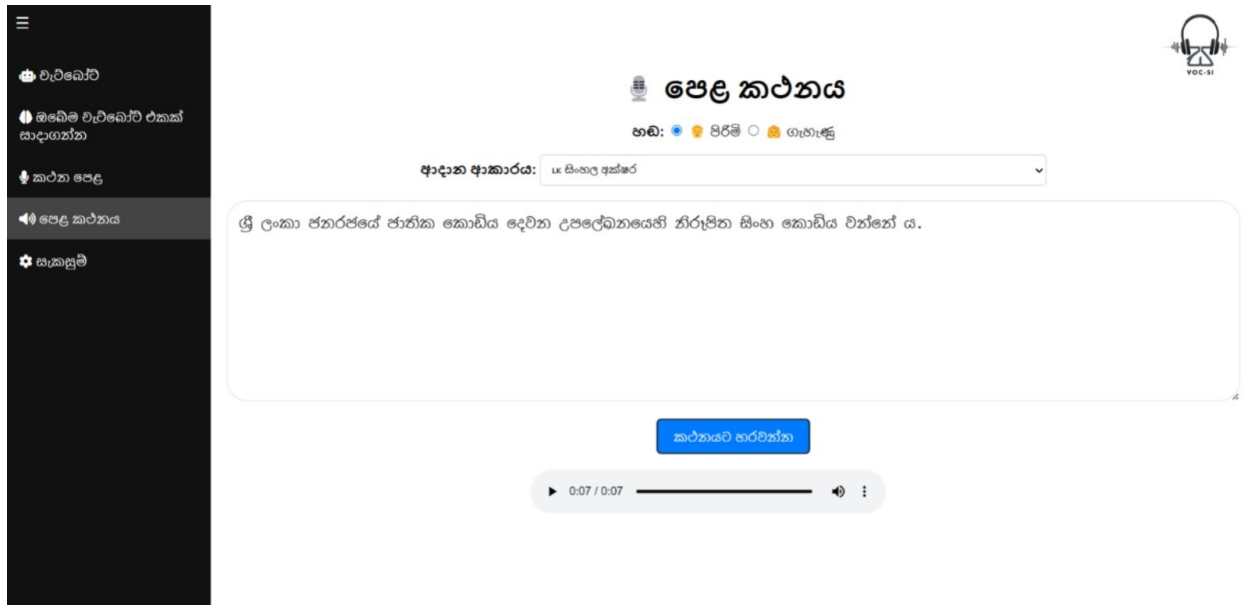 චැට්බෝට්
ඔබේම චැට්බෝට් එකක්
සාදාගන්න
කථන පෙළ
පෙළ කථනය
සැකසුම්
VOC-SI
පෙළ කථනය
හඬ: පිරිමි ගැහැණු
ආදාන ආකාරය: LK සිංහල අක්ෂර
ශ්‍රී ලංකා ජනරජයේ ජාතික කොඩිය දෙවන උපලේඛනයෙහි නිරූපිත සිංහ කොඩිය වන්නේ ය.
කථනයට හරවන්න
0:07 / 0:07